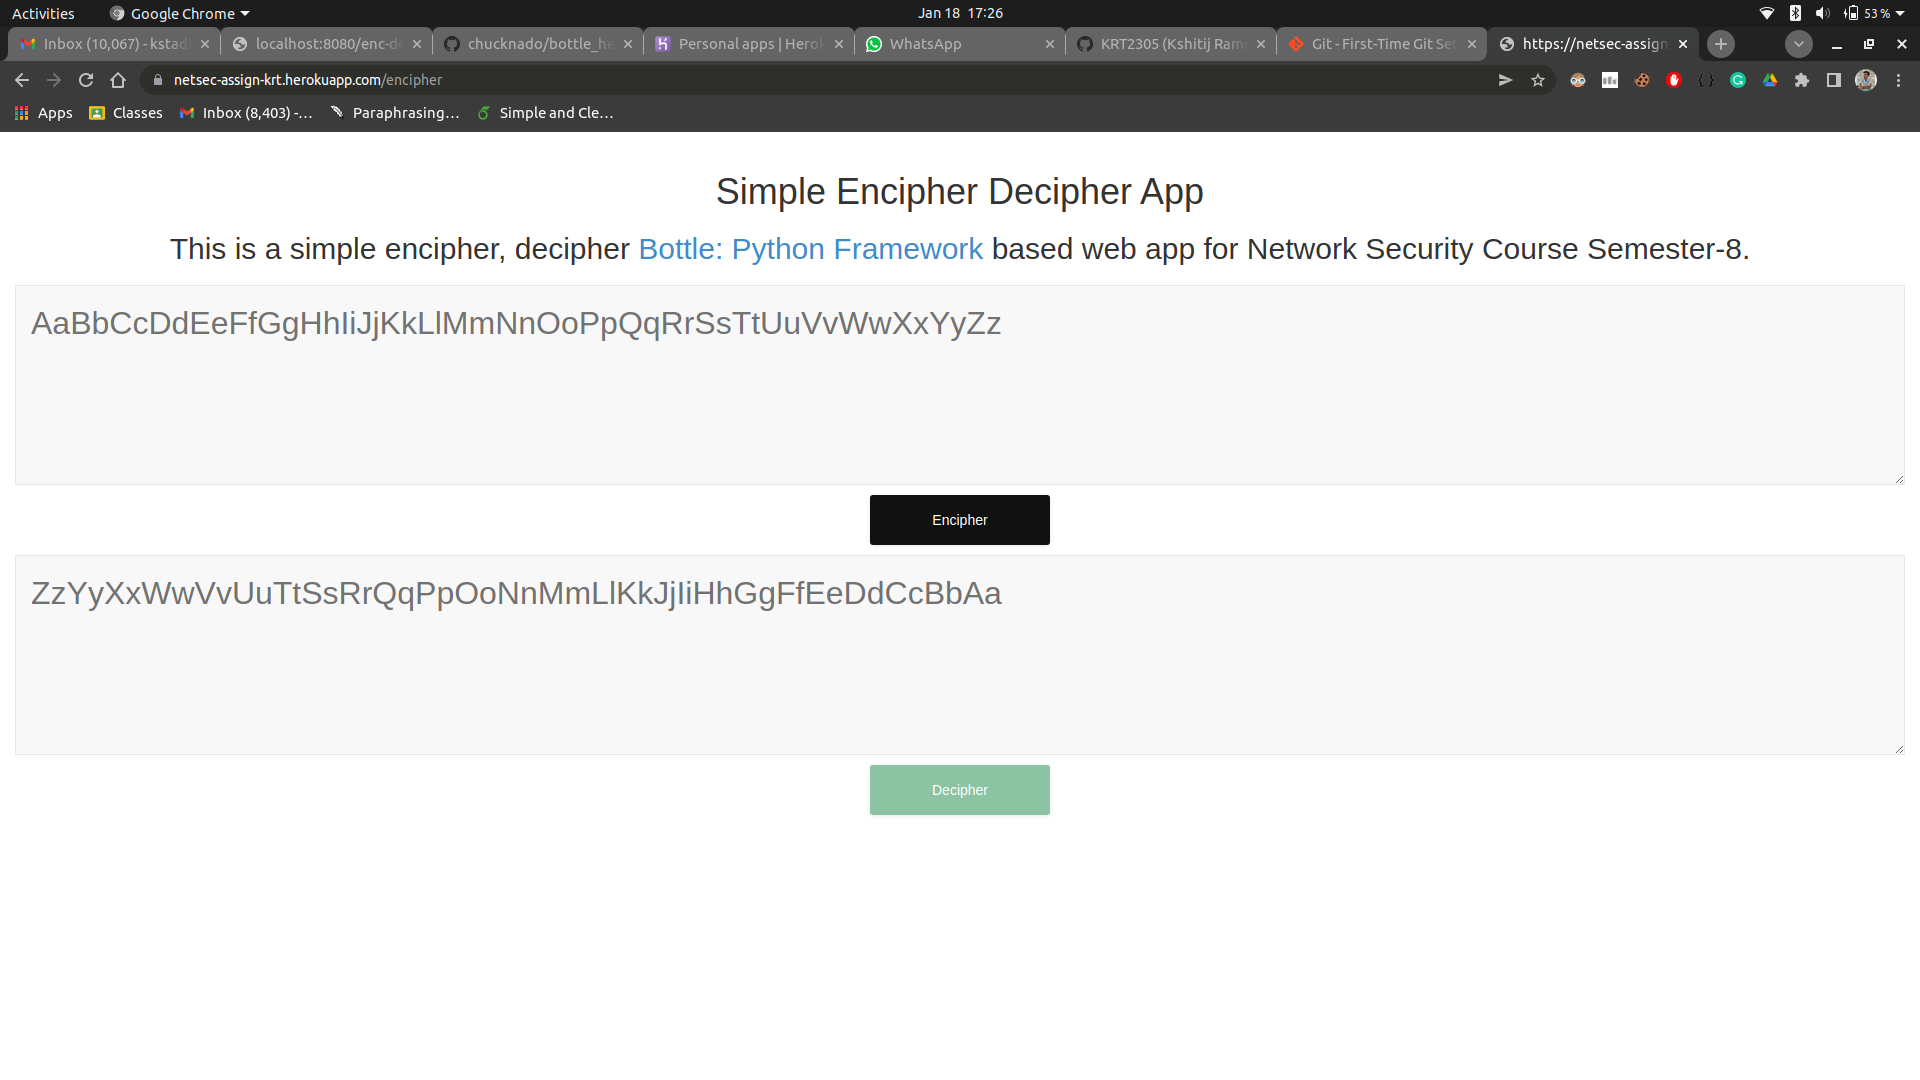 Activities Google Chrome Jan 18 17:26 53 %
Inbox (10,067) - kstad localhost:8080/enc-de chucknado/bottle_he Personal apps | Herok WhatsApp KRT2305 (Kshitij Ram Git - First-Time Git Set https://netsec-assign
netsec-assign-krt.herokuapp.com/encipher
Apps Classes Inbox (8,403) -... Paraphrasing... Simple and Cle...
Simple Encipher Decipher App
This is a simple encipher, decipher Bottle: Python Framework based web app for Network Security Course Semester-8.
AaBbCcDdEeFfGgHhIiJjKkLlMmNnOoPpQqRrSsTtUuVvWwXxYyZz
Encipher
ZzYyXxWwVvUuTtSsRrQqPpOoNnMmLlKkJjIiHhGgFfEeDdCcBbAa
Decipher